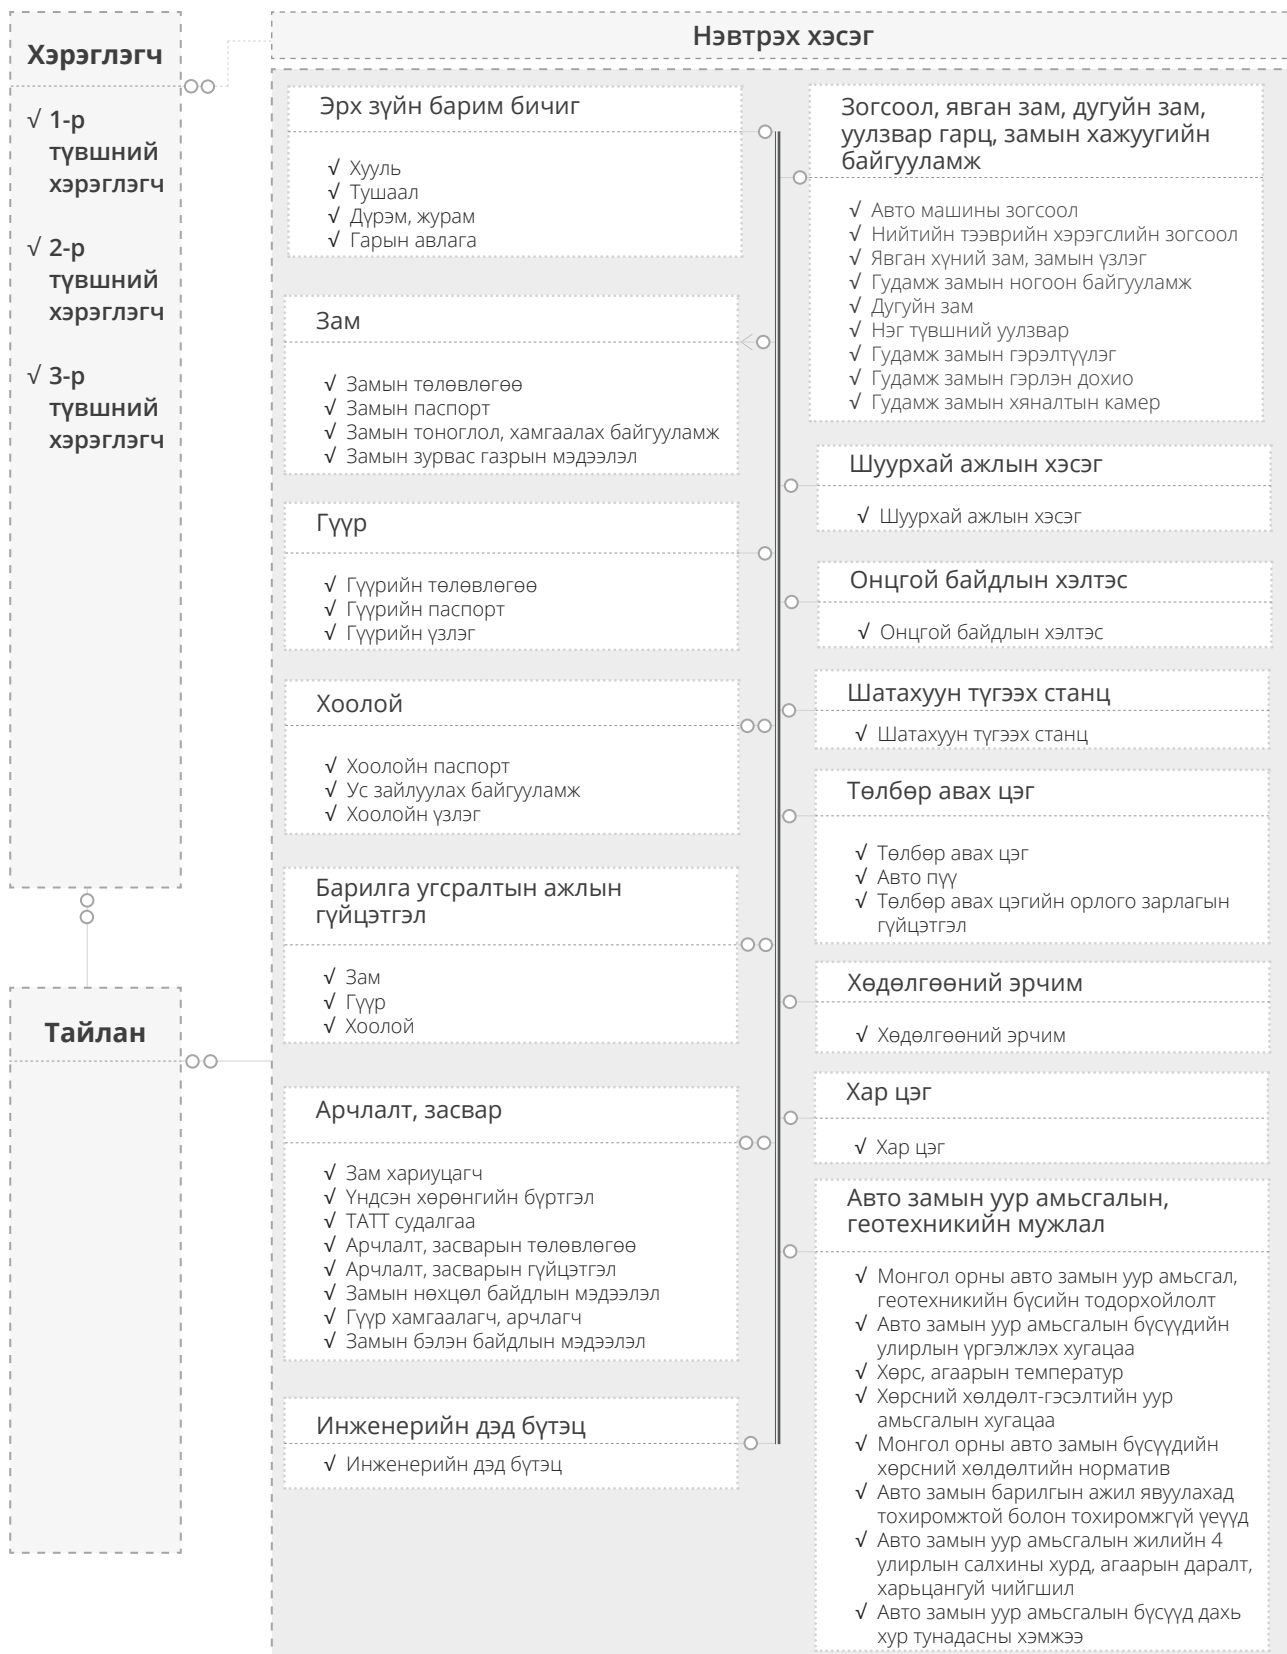 Хэрэглэгч
√ 1-р
түвшний
хэрэглэгч
√ 2-р
түвшний
хэрэглэгч
√ 3-р
түвшний
хэрэглэгч
Тайлан
Нэвтрэх хэсэг
Эрх зүйн барим бичиг
√ Хууль
√ Тушаал
√ Дүрэм, журам
√ Гарын авлага
Зам
√ Замын төлөвлөгөө
√ Замын паспорт
√ Замын тоноглол, хамгаалах байгууламж
√ Замын зурвас газрын мэдээлэл
Гүүр
√ Гүүрийн төлөвлөгөө
√ Гүүрийн паспорт
√ Гүүрийн үзлэг
Хоолой
√ Хоолойн паспорт
√ Ус зайлуулах байгууламж
√ Хоолойн үзлэг
Барилга угсралтын ажлын
гүйцэтгэл
√ Зам
√ Гүүр
√ Хоолой
Арчлалт, засвар
√ Зам хариуцагч
√ Үндсэн хөрөнгийн бүртгэл
√ ТАТТ судалгаа
√ Арчлалт, засварын төлөвлөгөө
√ Арчлалт, засварын гүйцэтгэл
√ Замын нөхцөл байдлын мэдээлэл
√ Гүүр хамгаалагч, арчлагч
√ Замын бэлэн байдлын мэдээлэл
Инженерийн дэд бүтэц
√ Инженерийн дэд бүтэц
Зогсоол, явган зам, дугуйн зам,
уулзвар гарц, замын хажуугийн
байгууламж
√ Авто машины зогсоол
√ Нийтийн тээврийн хэрэгслийн зогсоол
√ Явган хүний зам, замын үзлэг
√ Гудамж замын ногоон байгууламж
√ Дугуйн зам
√ Нэг түвшний уулзвар
√ Гудамж замын гэрэлтүүлэг
√ Гудамж замын гэрлэн дохио
√ Гудамж замын хяналтын камер
Шуурхай ажлын хэсэг
√ Шуурхай ажлын хэсэг
Онцгой байдлын хэлтэс
√ Онцгой байдлын хэлтэс
Шатахуун түгээх станц
√ Шатахуун түгээх станц
Төлбөр авах цэг
√ Төлбөр авах цэг
√ Авто пүү
√ Төлбөр авах цэгийн орлого зарлагын
гүйцэтгэл
Хөдөлгөөний эрчим
√ Хөдөлгөөний эрчим
Хар цэг
√ Хар цэг
Авто замын уур амьсгалын,
геотехникийн мужлал
√ Монгол орны авто замын уур амьсгал,
геотехникийн бүсийн тодорхойлолт
√ Авто замын уур амьсгалын бүсүүдийн
улирлын үргэлжлэх хугацаа
√ Хөрс, агаарын температур
√ Хөрсний хөлдөлт-гэсэлтийн уур
амьсгалын хугацаа
√ Монгол орны авто замын бүсүүдийн
хөрсний хөлдөлтийн норматив
√ Авто замын барилгын ажил явуулахад
тохиромжтой болон тохиромжгүй үеүүд
√ Авто замын уур амьсгалын жилийн 4
улирлын салхины хурд, агаарын даралт,
харьцангуй чийгшил
√ Авто замын уур амьсгалын бүсүүд дахь
хур тунадасны хэмжээ